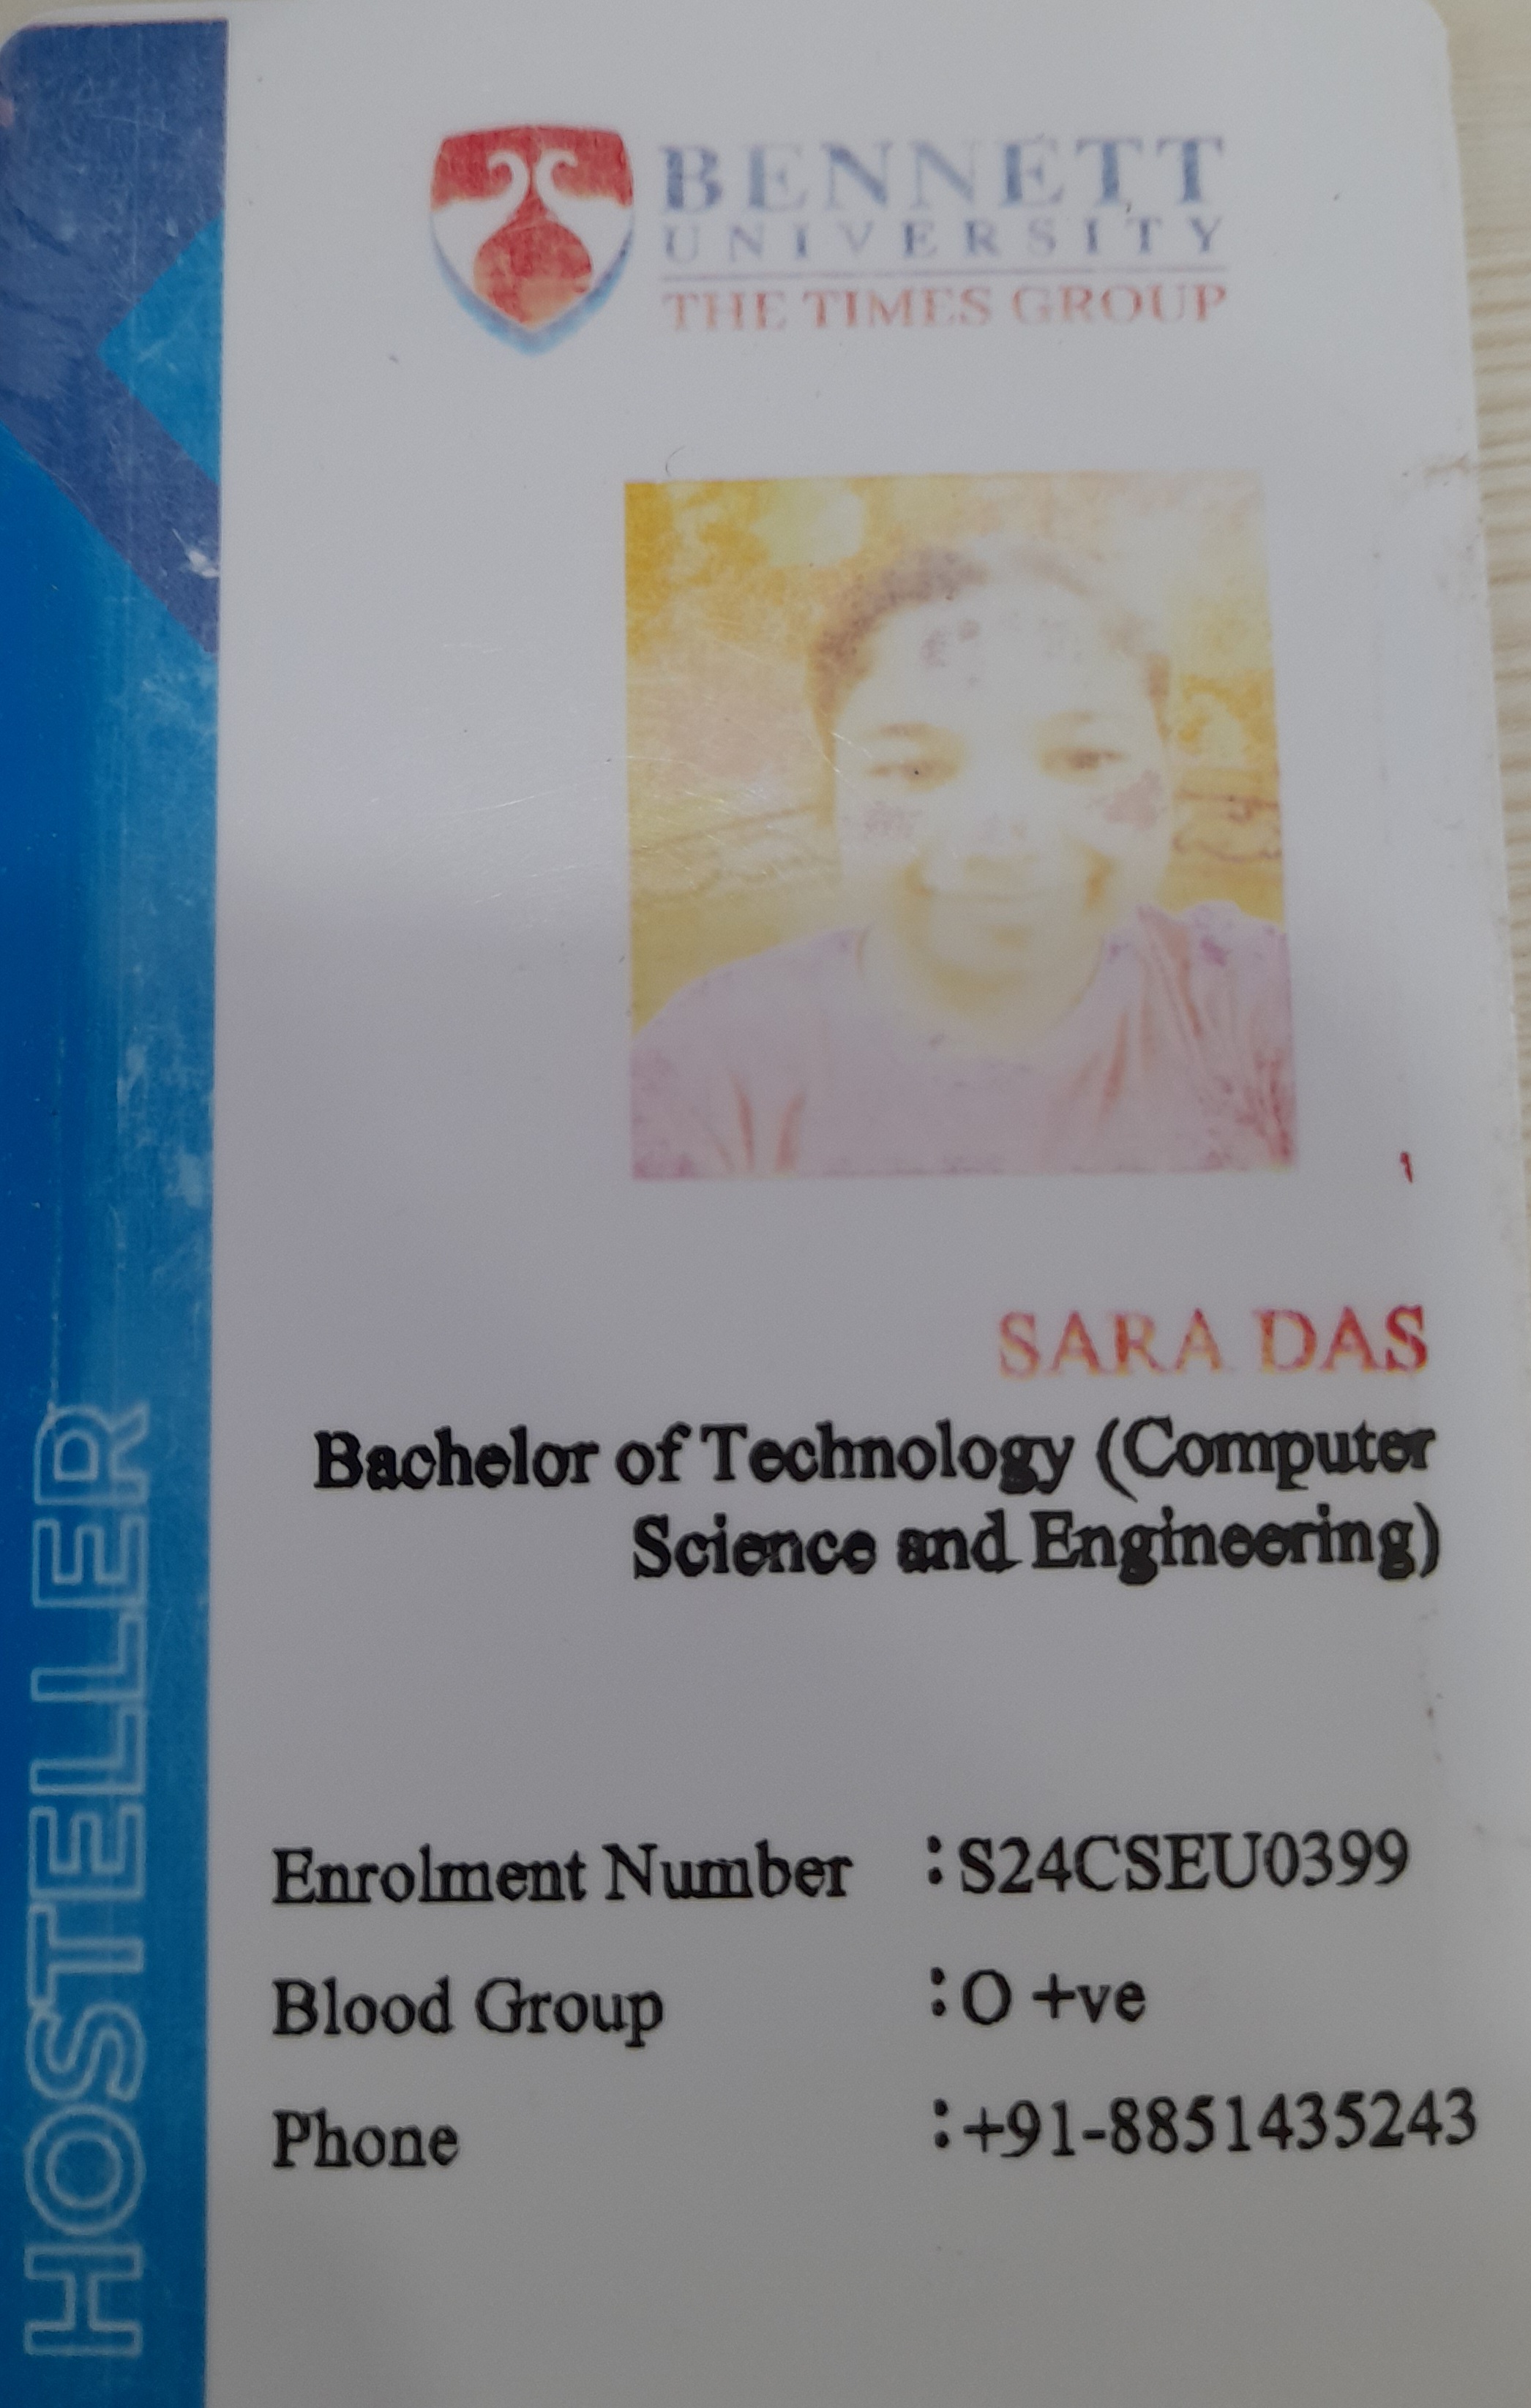 BENNETT
UNIVERSITY
THE TIMES GROUP
SARA DAS
Bachelor of Technology (Computer
Science and Engineering)
Enrolment Number : S24CSEU0399
Blood Group : O +ve
Phone : +91-8851435243
HOSTELLER